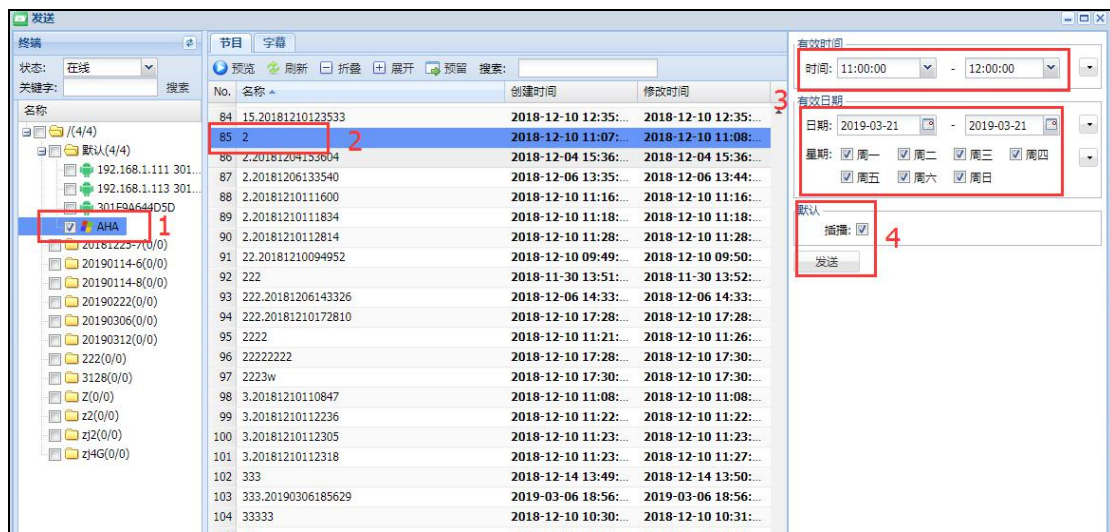 发送
终端
状态: 在线
关键字: 搜索
名称
/(4/4)
默认(4/4)
192.168.1.111 301...
192.168.1.113 301...
301F9A644D5D
AHA
1
20181225-7(0/0)
20190114-6(0/0)
20190114-8(0/0)
20190222(0/0)
20190306(0/0)
20190312(0/0)
222(0/0)
3128(0/0)
Z(0/0)
z2(0/0)
zj2(0/0)
zj4G(0/0)
节目 字幕
预览 刷新 折叠 展开 预留 搜索:
No. 名称 创建时间 修改时间
84 15.20181210123533 2018-12-10 12:35:... 2018-12-10 12:35:...
85 2 2018-12-10 11:07:... 2018-12-10 11:08:...
2
86 2.20181204153604 2018-12-04 15:36:... 2018-12-04 15:36:...
87 2.20181206133540 2018-12-06 13:35:... 2018-12-06 13:44:...
88 2.20181210111600 2018-12-10 11:16:... 2018-12-10 11:16:...
89 2.20181210111834 2018-12-10 11:18:... 2018-12-10 11:18:...
90 2.20181210112814 2018-12-10 11:28:... 2018-12-10 11:28:...
91 22.20181210094952 2018-12-10 09:49:... 2018-12-10 09:50:...
92 222 2018-11-30 13:51:... 2018-11-30 13:52:...
93 222.20181206143326 2018-12-06 14:33:... 2018-12-06 14:33:...
94 222.20181210172810 2018-12-10 17:28:... 2018-12-10 17:28:...
95 2222 2018-12-10 11:21:... 2018-12-10 11:26:...
96 22222222 2018-12-10 17:28:... 2018-12-10 17:30:...
97 2223w 2018-12-10 17:30:... 2018-12-10 17:30:...
98 3.20181210110847 2018-12-10 11:08:... 2018-12-10 11:08:...
99 3.20181210112236 2018-12-10 11:22:... 2018-12-10 11:22:...
100 3.20181210112305 2018-12-10 11:23:... 2018-12-10 11:23:...
101 3.20181210112318 2018-12-10 11:23:... 2018-12-10 11:27:...
102 333 2018-12-14 13:49:... 2018-12-14 13:50:...
103 333.20190306185629 2019-03-06 18:56:... 2019-03-06 18:56:...
104 33333 2018-12-10 10:30:... 2018-12-10 10:31:...
有效时间
时间: 11:00:00 - 12:00:00
3
有效日期
日期: 2019-03-21 - 2019-03-21
星期: 周一 周二 周三 周四
周五 周六 周日
默认
插播:
4
发送